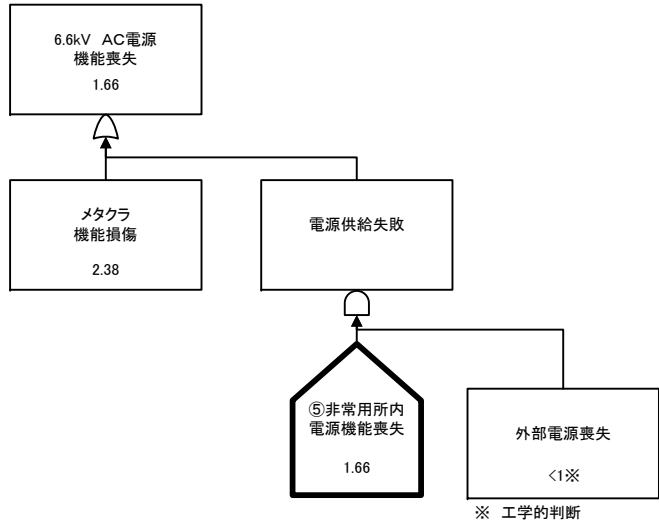 6.6kV AC電源
機能喪失
1.66
メタクラ
機能損傷
2.38
電源供給失敗
⑤非常用所内
電源機能喪失
1.66
外部電源喪失
<1※
※ 工学的判断